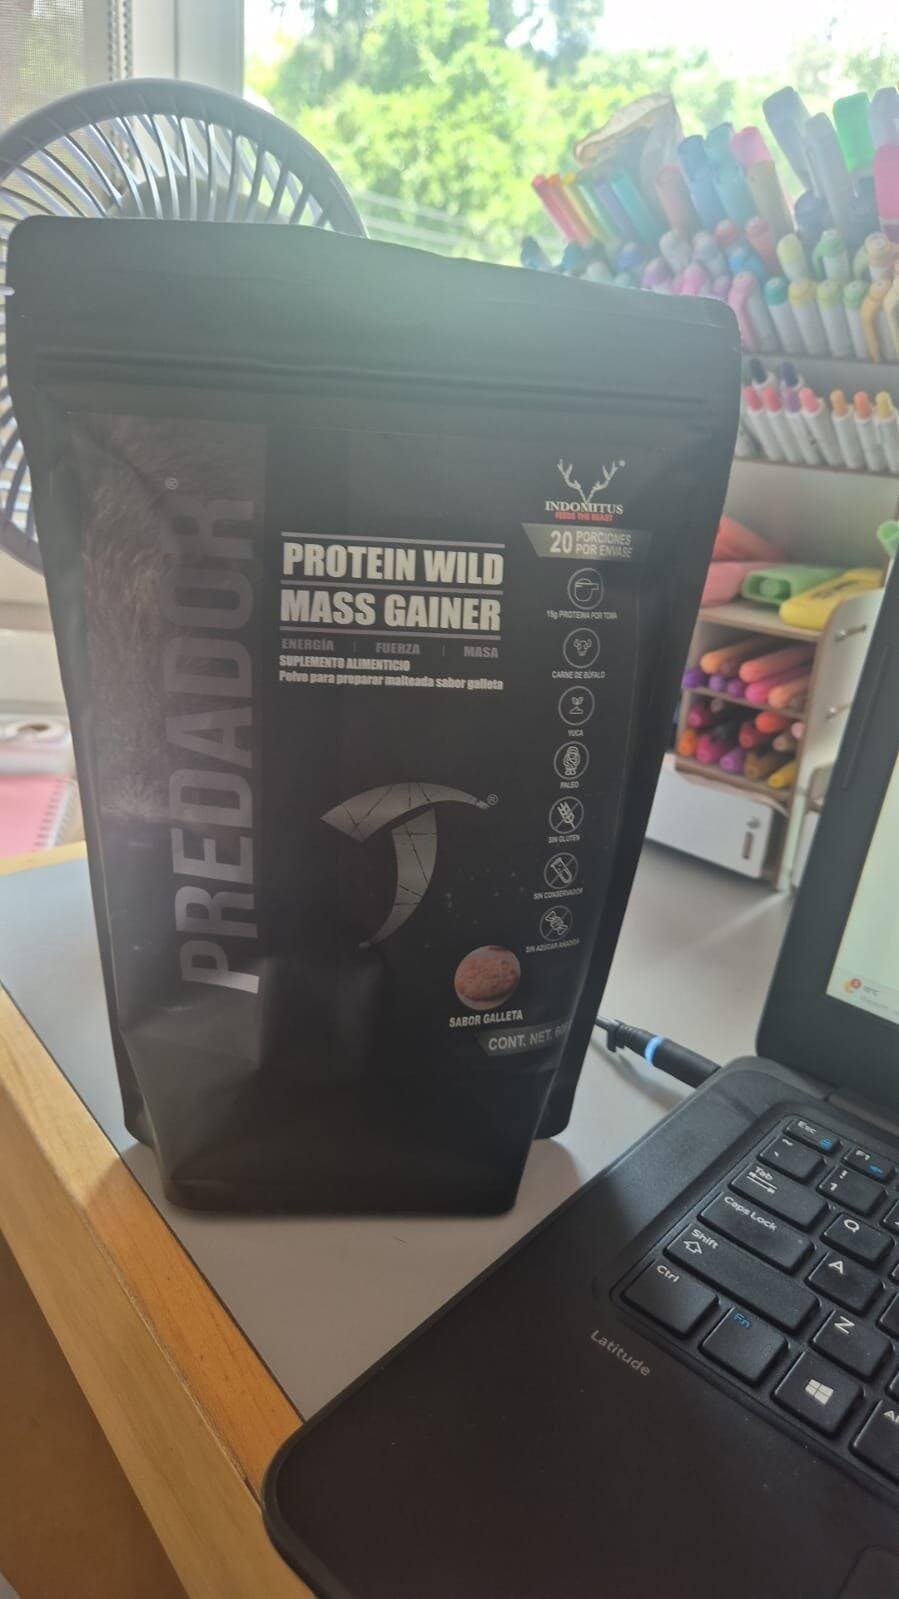 PREDADOR®
INDOMITUS
FEEDS THE BEAST
20 PORCIONES
POR ENVASE
PROTEIN WILD
MASS GAINER
ENERGÍA | FUERZA | MASA
SUPLEMENTO ALIMENTICIO
Polvo para preparar malteada sabor galleta
15g PROTEINA POR TOMA
CARNE DE BÚFALO
YUCA
PALEO
SIN GLUTEN
SIN CONSERVADOR
SIN AZUCAR AÑADIDA
®
SABOR GALLETA
CONT. NET.
Esc
F1
~
`
!
1
Tab
Q
Caps Lock
A
Shift
Z
Ctrl
Fn
Latitude